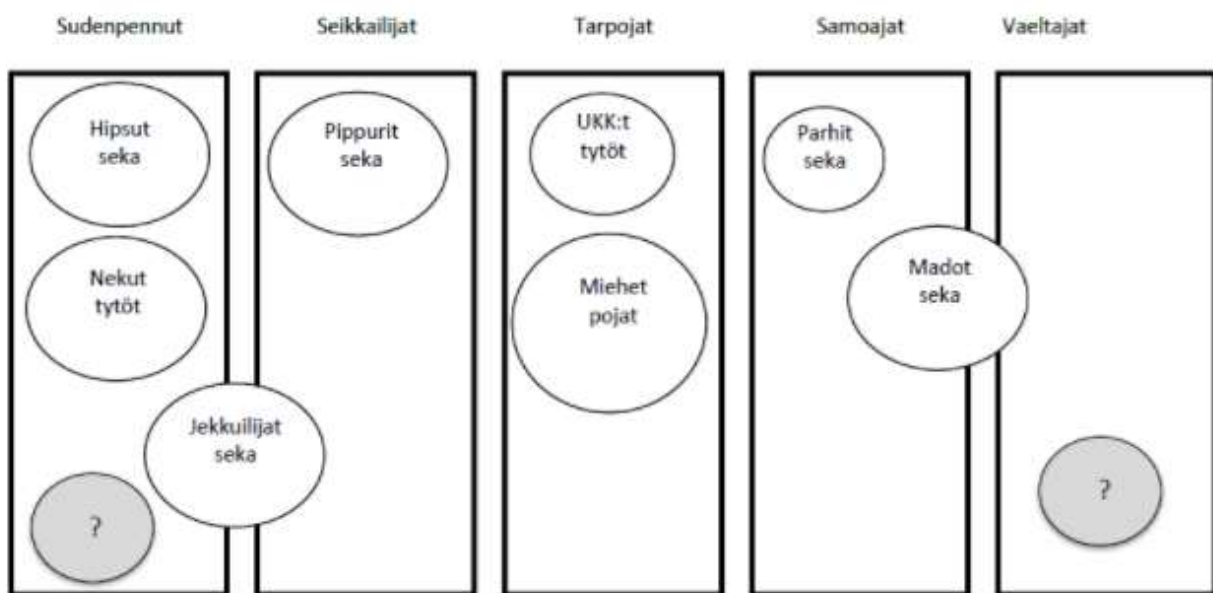 Sudenpennut Seikkailijat Tarpojat Samoajat Vaeltajat
Hipsut
seka
Pippurit
seka
UKK:t
tytöt
Parhit
seka
Nekut
tytöt
Miehet
pojat
Madot
seka
Jekkuilijat
seka
?
?